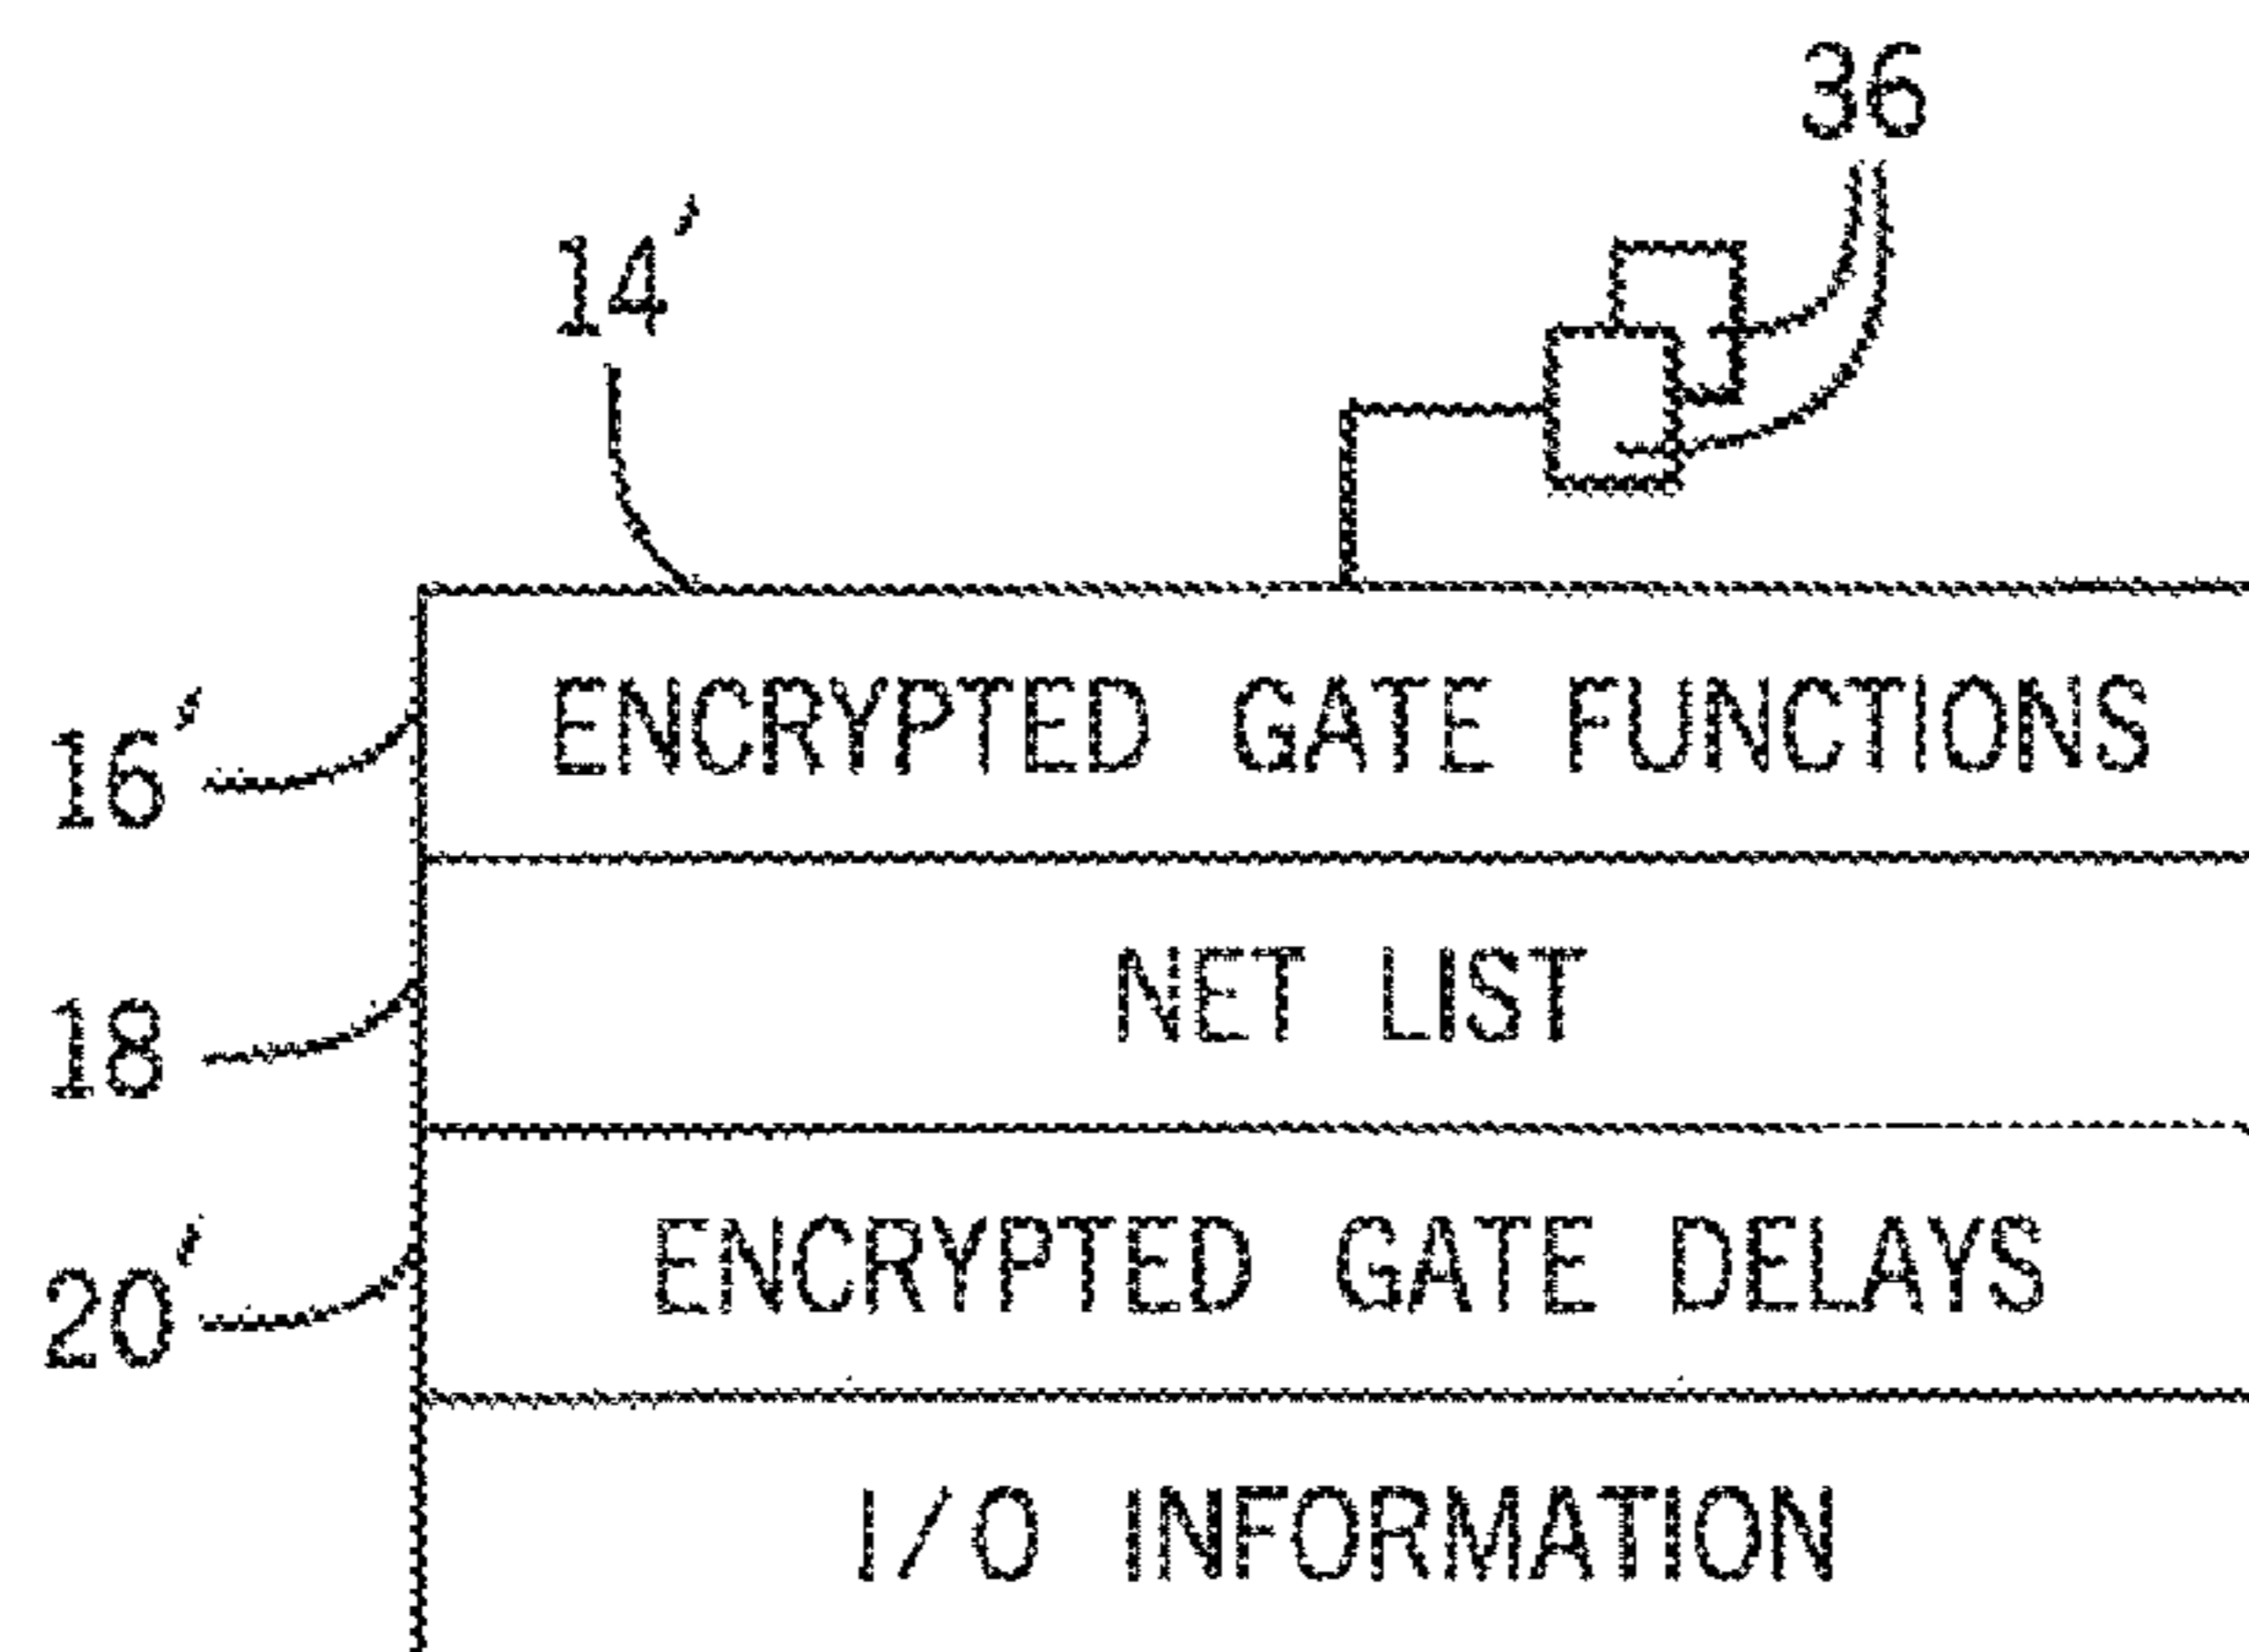 36
14′
16′ ENCRYPTED GATE FUNCTIONS
18 NET LIST
20′ ENCRYPTED GATE DELAYS
I/O INFORMATION